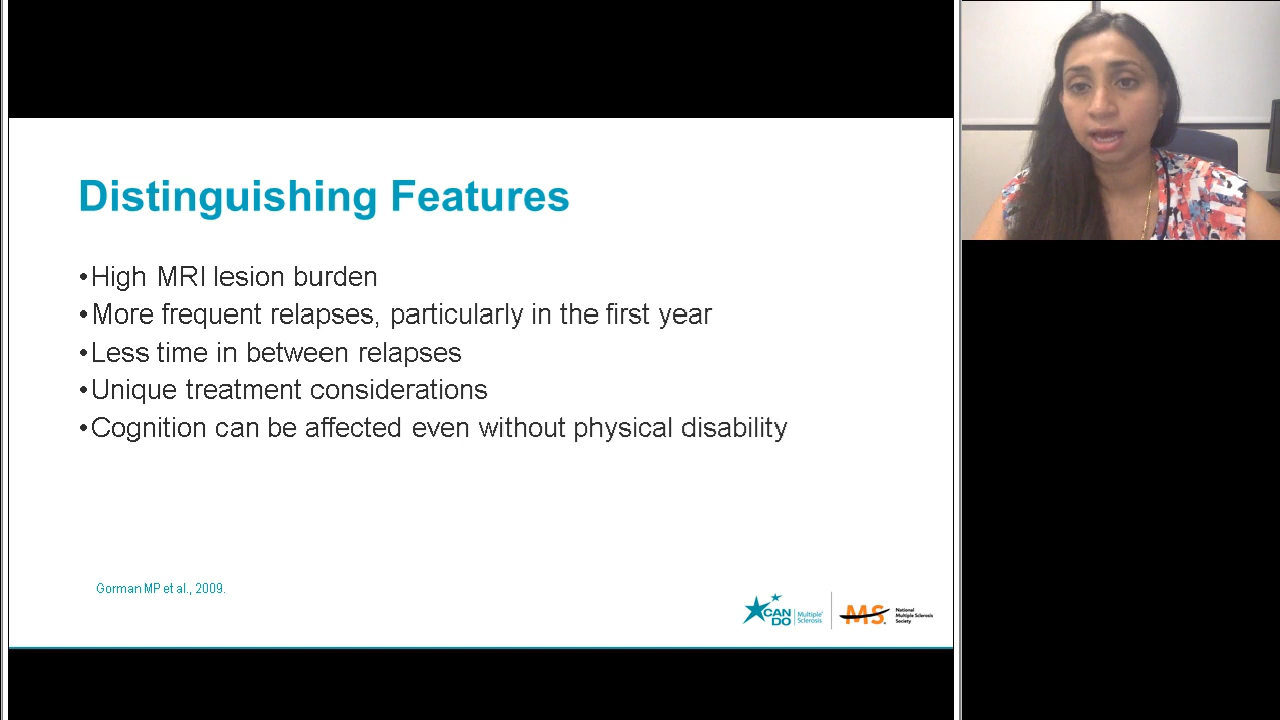 Distinguishing Features
•High MRI lesion burden
•More frequent relapses, particularly in the first year
•Less time in between relapses
•Unique treatment considerations
•Cognition can be affected even without physical disability
Gorman MP et al., 2009.
CAN DO
Multiple
Sclerosis
MS
National
Multiple Sclerosis
Society